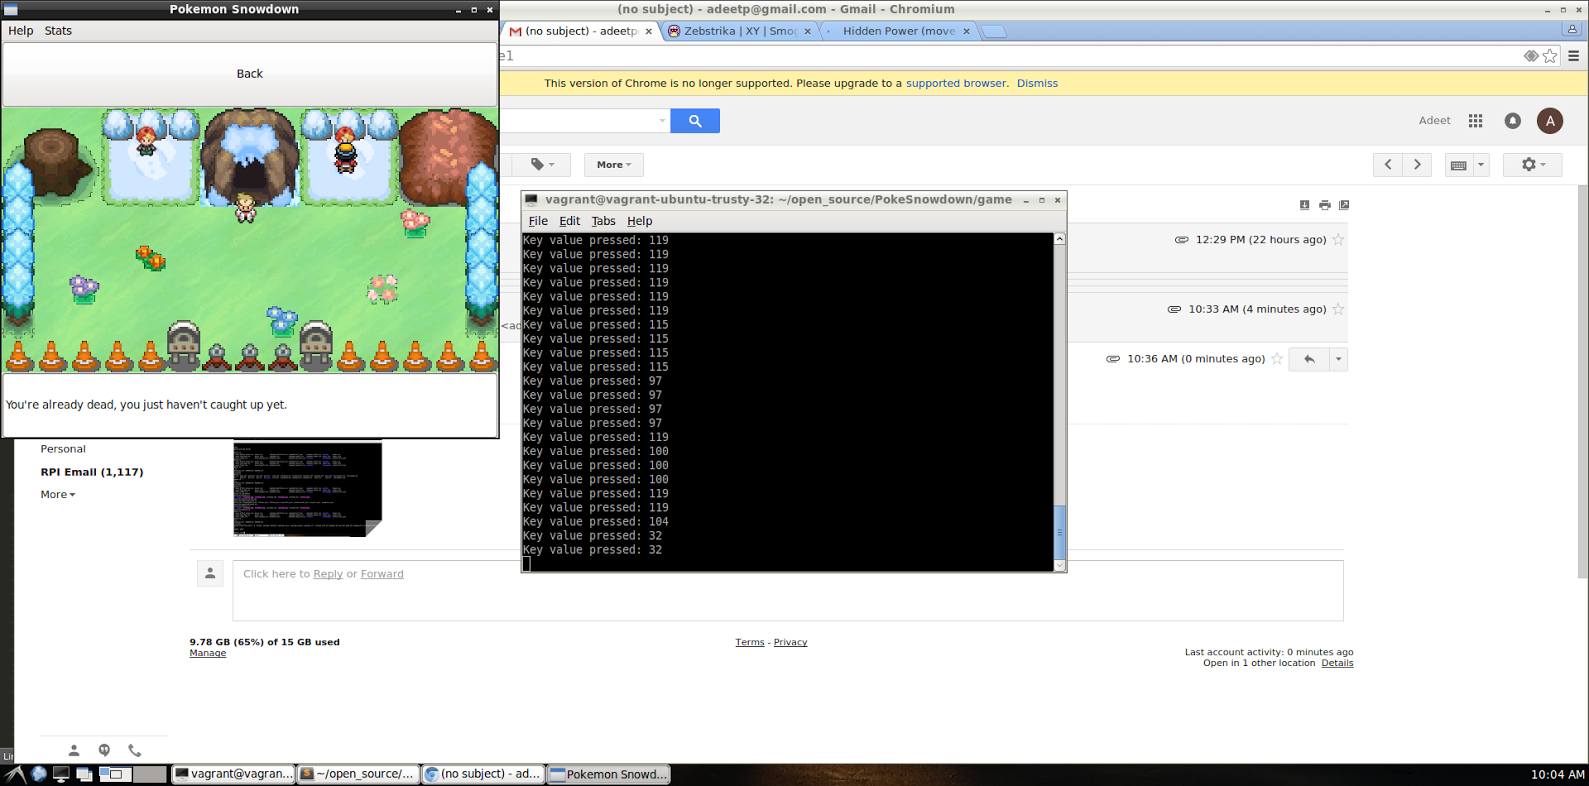 Pokemon Snowdown
Help Stats
Back
You're already dead, you just haven't caught up yet.
(no subject) - adeetp@gmail.com - Gmail - Chromium
(no subject) - adeetp
Zebstrika | XY | Smog
Hidden Power (move
el
This version of Chrome is no longer supported. Please upgrade to a supported browser. Dismiss
Adeet
A
More
12:29 PM (22 hours ago)
<ad
10:33 AM (4 minutes ago)
10:36 AM (0 minutes ago)
vagrant@vagrant-ubuntu-trusty-32: ~/open_source/PokeSnowdown/game
File Edit Tabs Help
Key value pressed: 119
Key value pressed: 119
Key value pressed: 119
Key value pressed: 119
Key value pressed: 119
Key value pressed: 119
Key value pressed: 115
Key value pressed: 115
Key value pressed: 115
Key value pressed: 115
Key value pressed: 97
Key value pressed: 97
Key value pressed: 97
Key value pressed: 97
Key value pressed: 119
Key value pressed: 100
Key value pressed: 100
Key value pressed: 100
Key value pressed: 119
Key value pressed: 119
Key value pressed: 104
Key value pressed: 32
Key value pressed: 32
Personal
RPI Email (1,117)
More
Click here to Reply or Forward
9.78 GB (65%) of 15 GB used
Manage
Terms - Privacy
Last account activity: 0 minutes ago
Open in 1 other location Details
Li
vagrant@vagran...
~/open_source/...
(no subject) - ad...
Pokemon Snowd...
10:04 AM